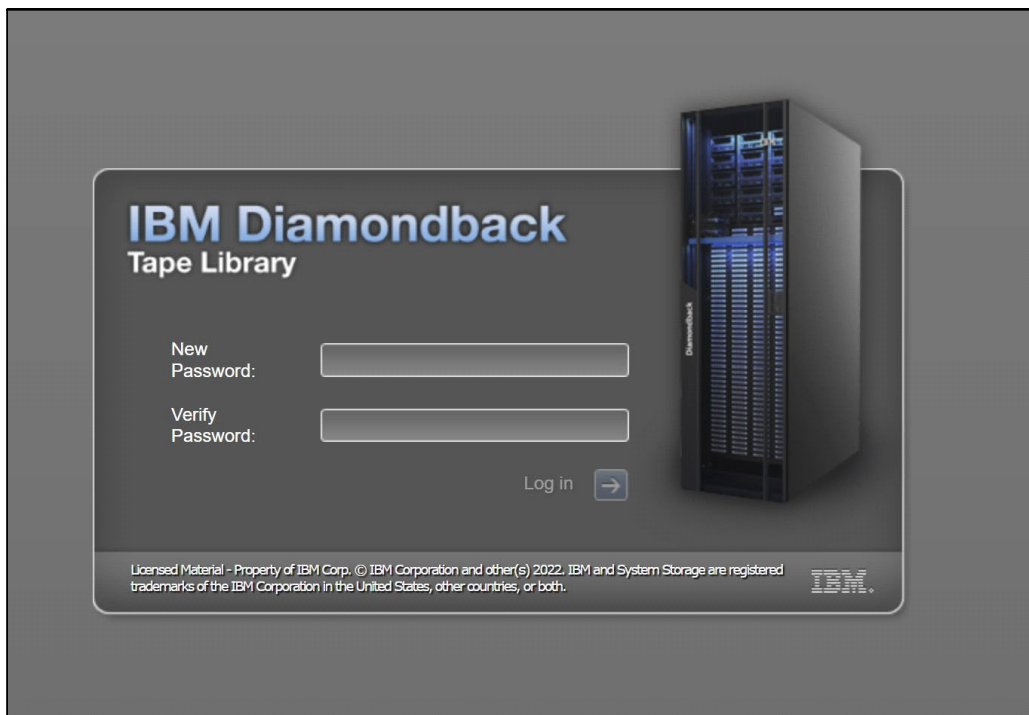 IBM Diamondback
Tape Library
Diamondback
New
Password:
Verify
Password:
Log in
Licensed Material - Property of IBM Corp. © IBM Corporation and other(s) 2022. IBM and System Storage are registered
trademarks of the IBM Corporation in the United States, other countries, or both.
IBM.